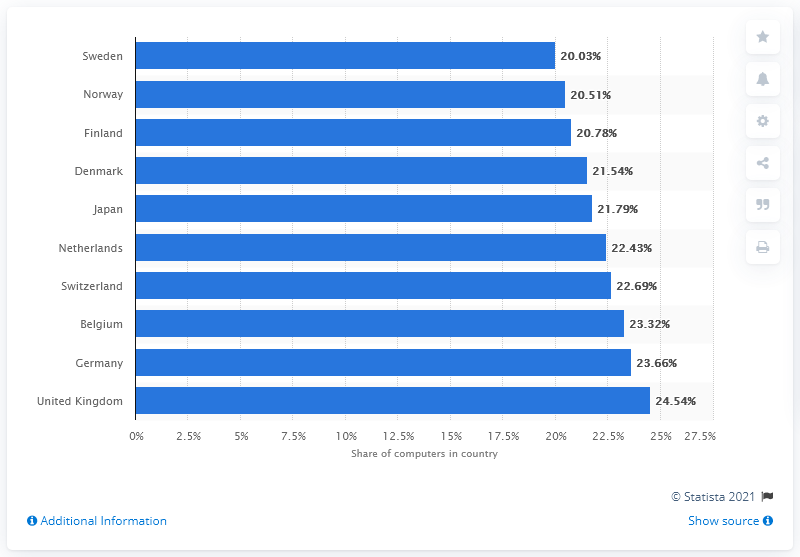 Sweden 20.03%
Norway 20.51%
Finland 20.78%
Denmark 21.54%
Japan 21.79%
Netherlands 22.43%
Switzerland 22.69%
Belgium 23.32%
Germany 23.66%
United Kingdom 24.54%
0% 2.5% 5% 7.5% 10% 12.5% 15% 17.5% 20% 22.5% 25% 27.5%
Share of computers in country
© Statista 2021
Additional Information Show source